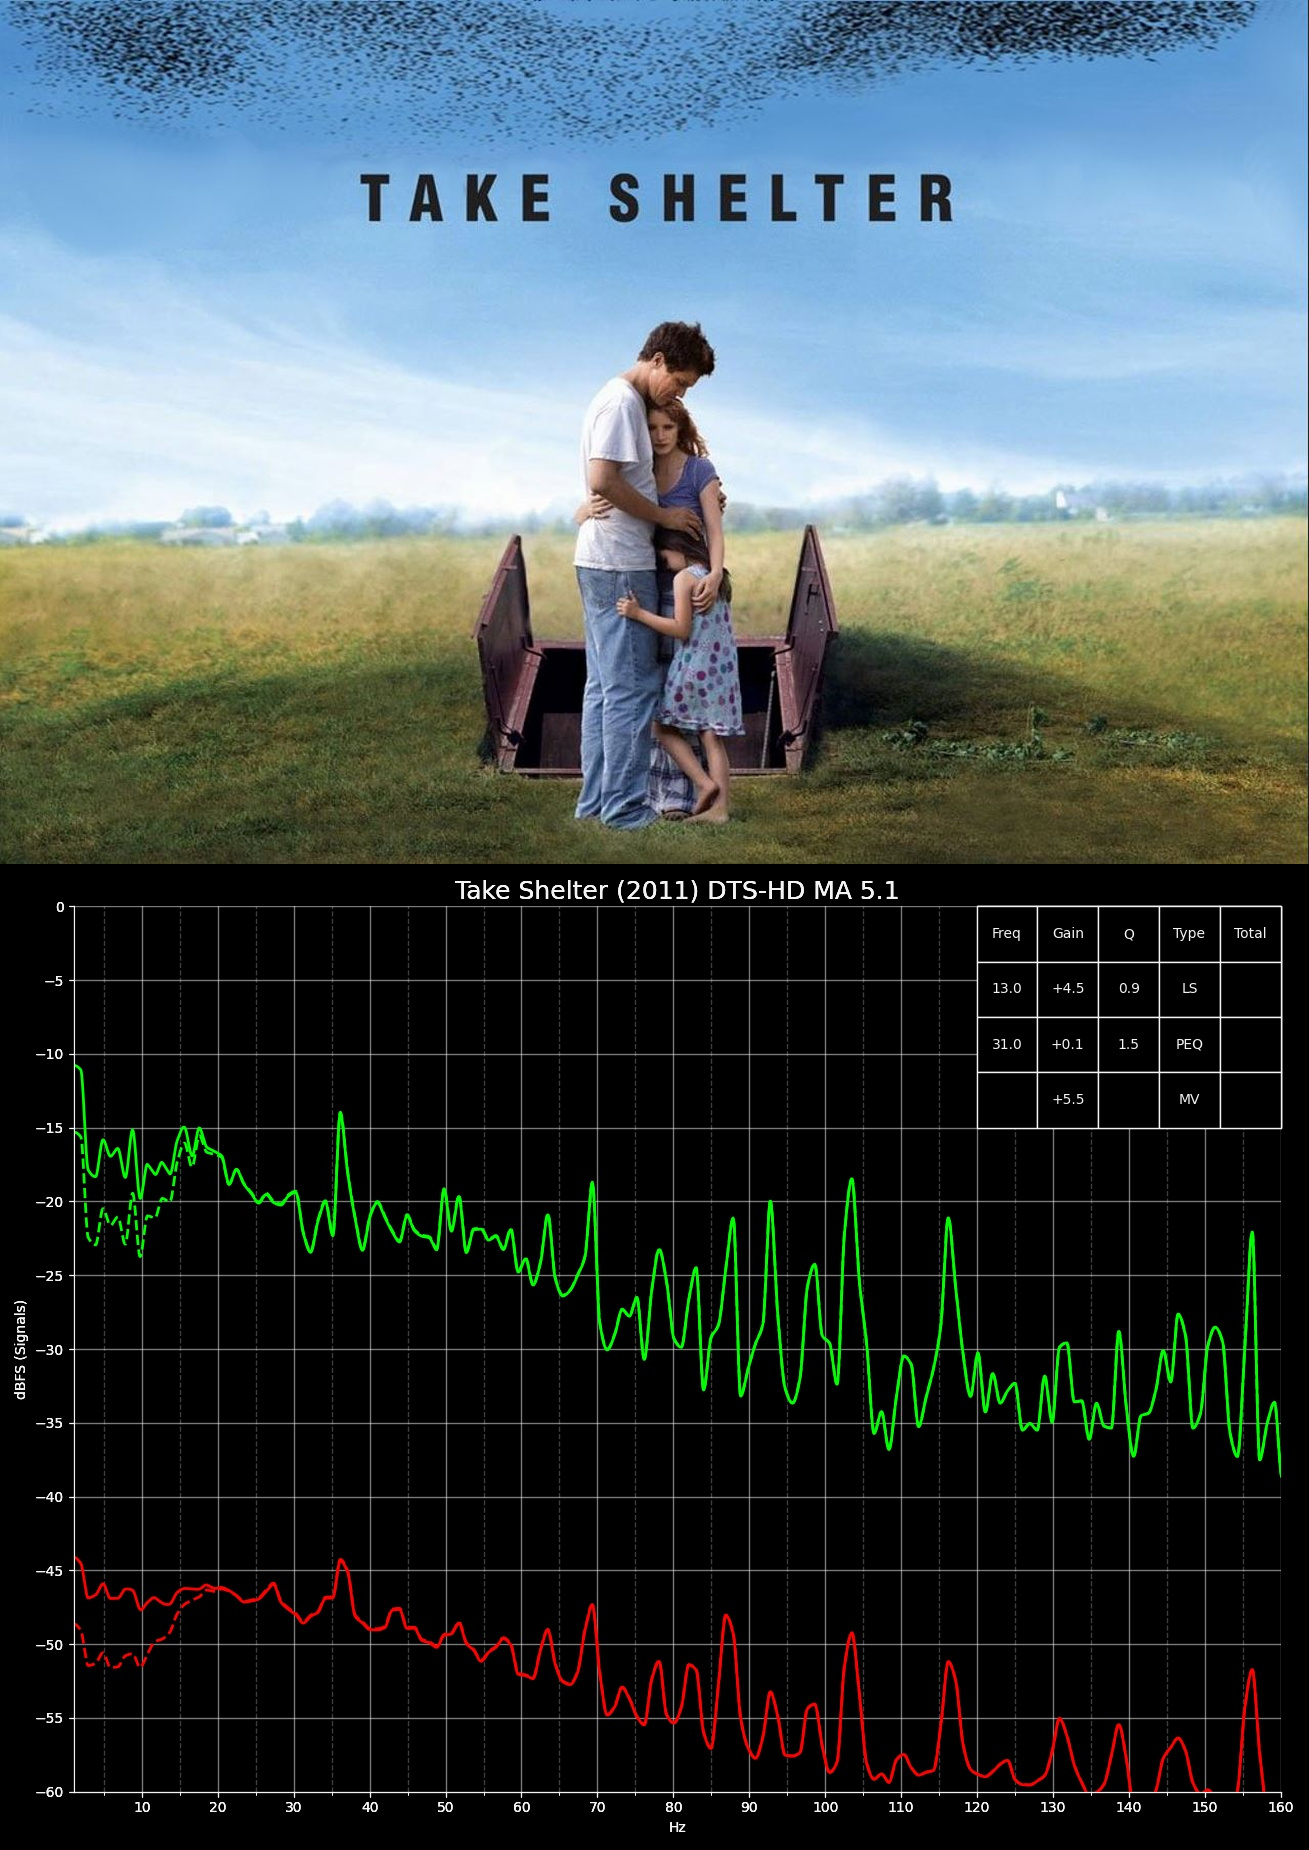 TAKE SHELTER
Take Shelter (2011) DTS-HD MA 5.1
Freq Gain Q Type Total
13.0 +4.5 0.9 LS
31.0 +0.1 1.5 PEQ
+5.5 MV
0
−5
−10
−15
−20
−25
−30
−35
−40
−45
−50
−55
−60
dBFS (Signals)
10 20 30 40 50 60 70 80 90 100 110 120 130 140 150 160
Hz